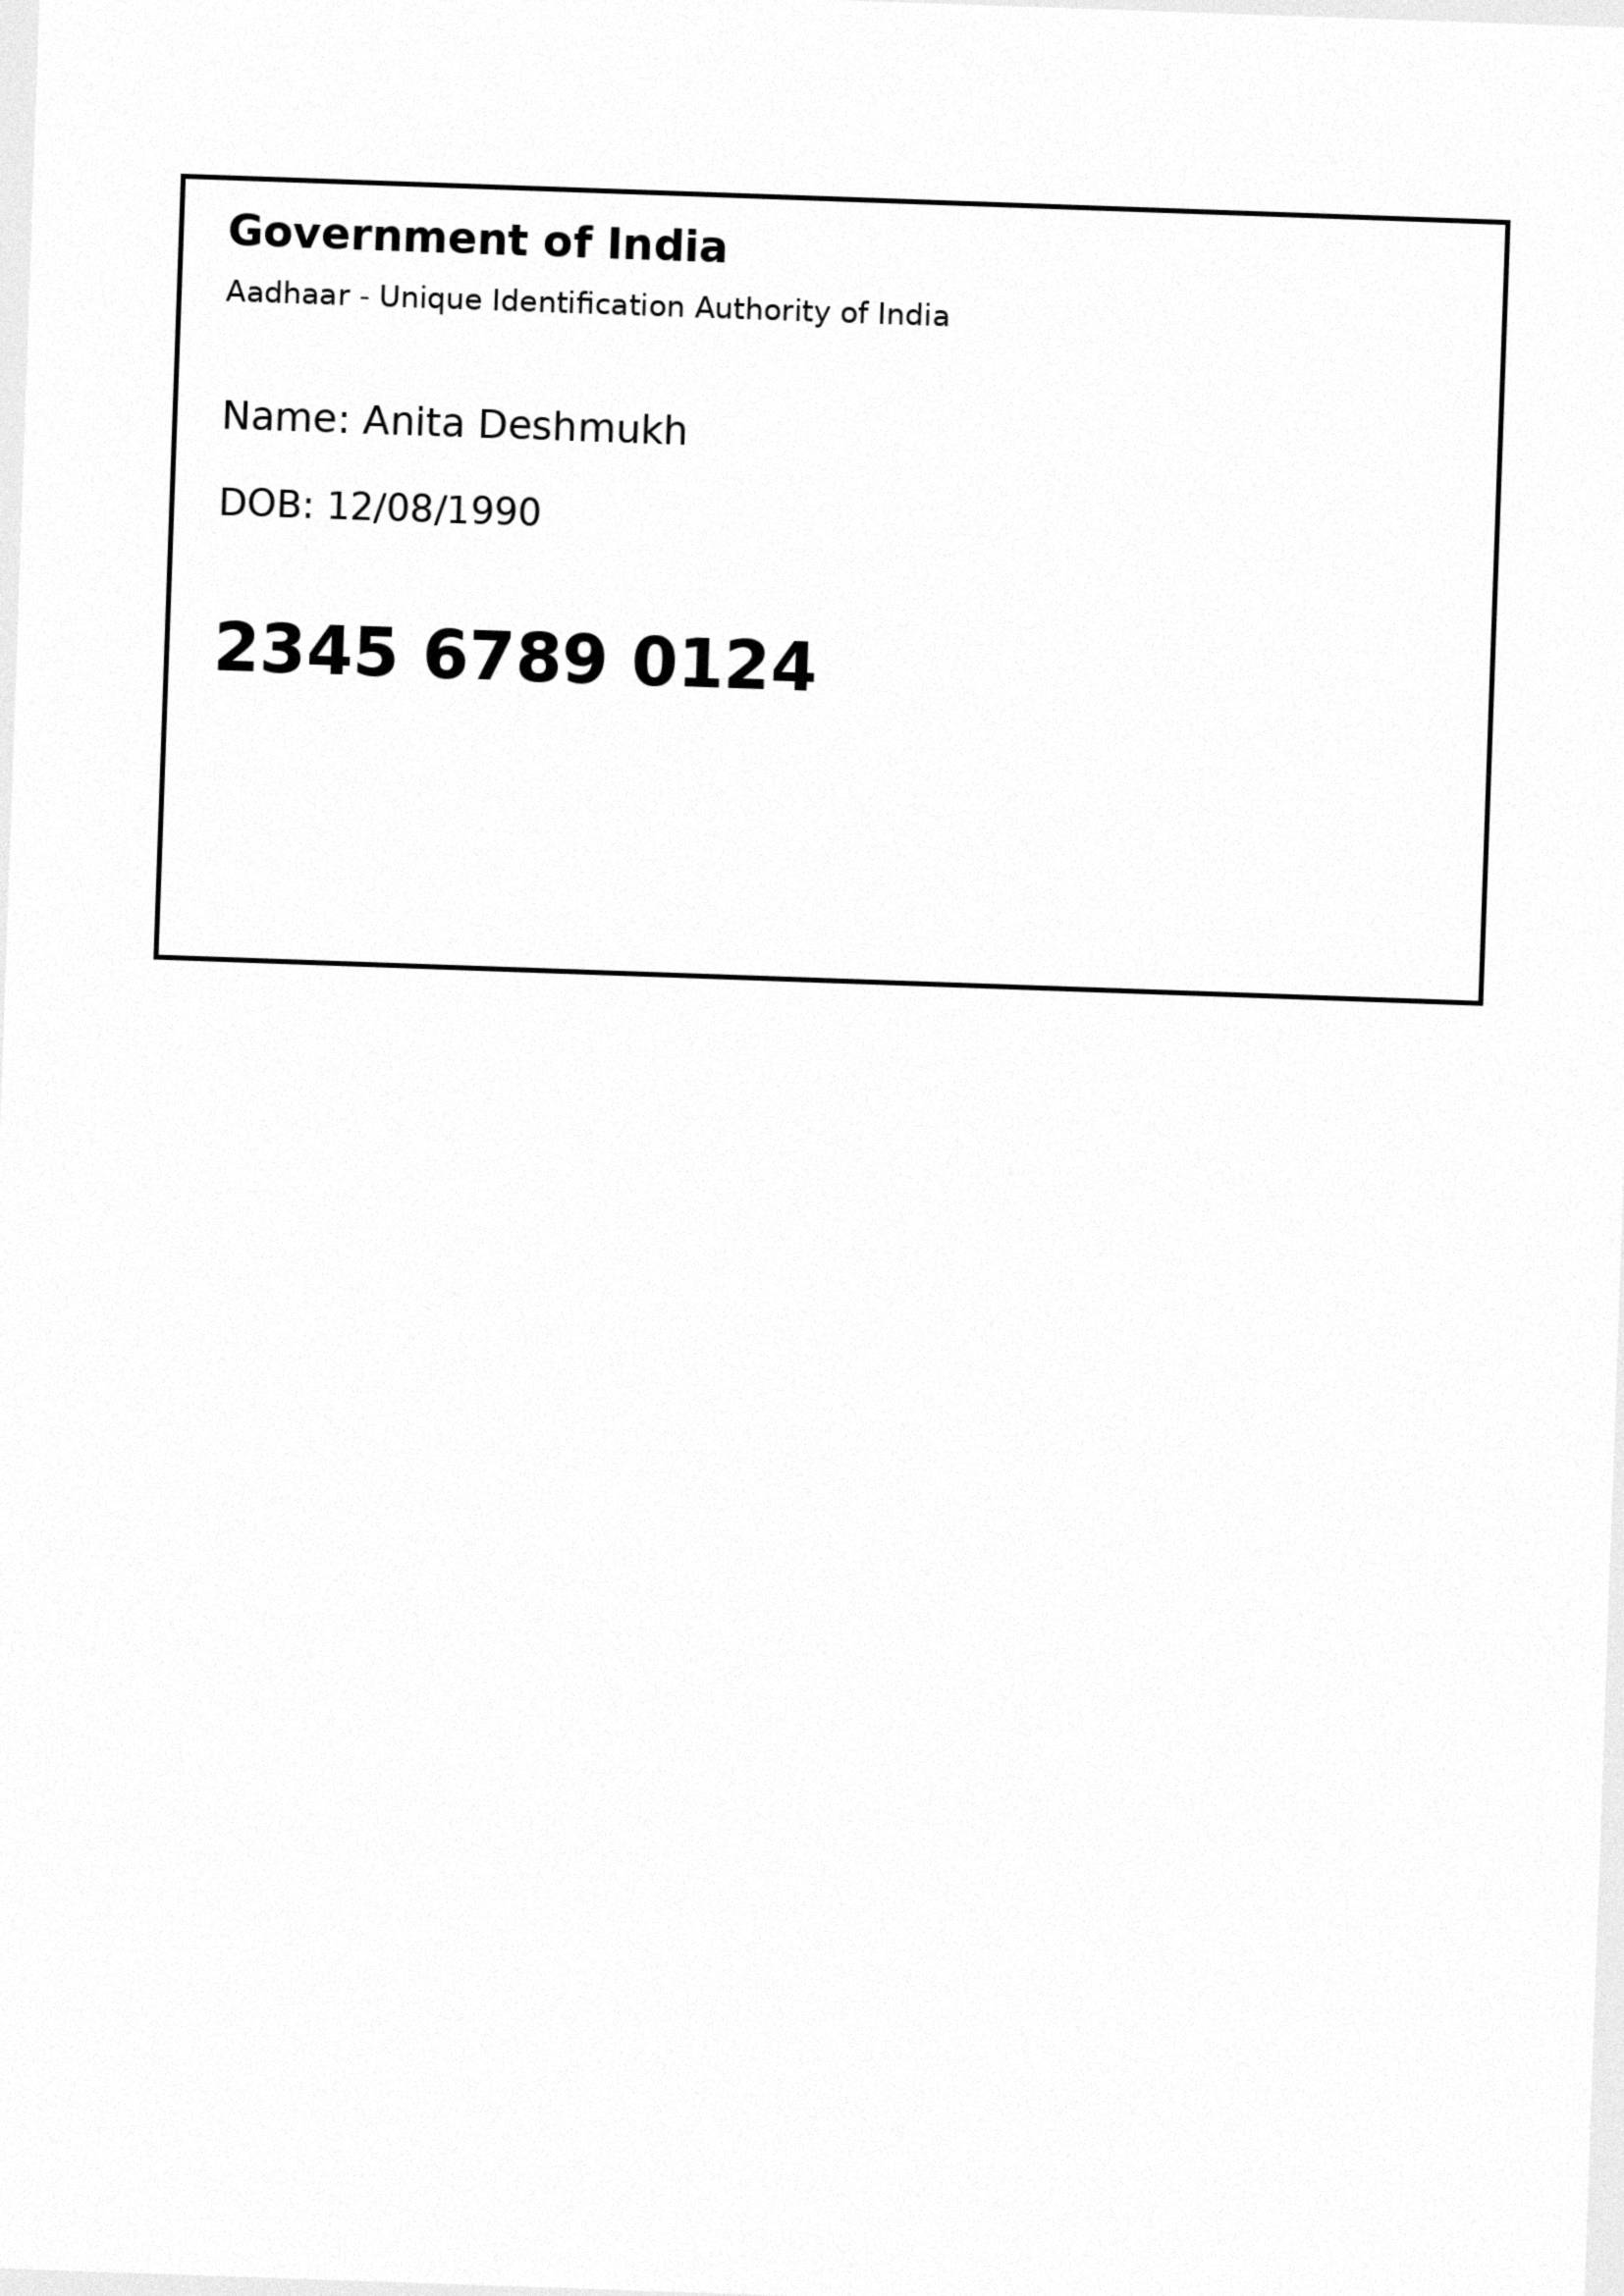 Government of India
Aadhaar - Unique Identification Authority of India
Name: Anita Deshmukh
DOB: 12/08/1990
2345 6789 0124